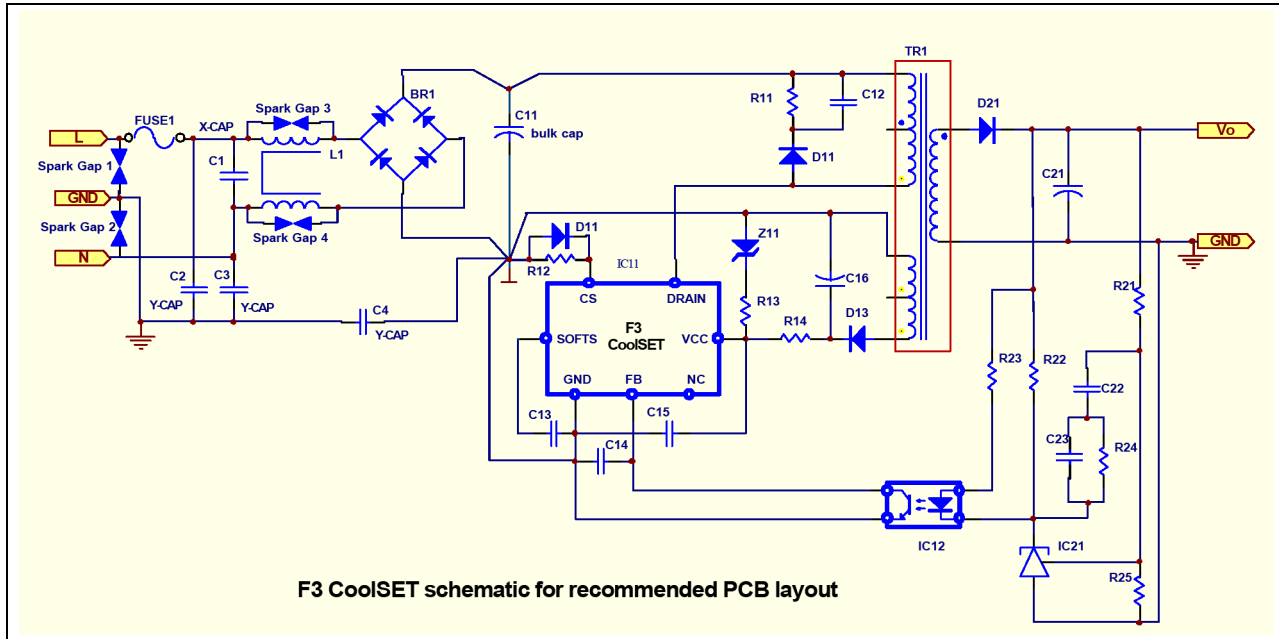 TR1
BR1
C11
bulk cap
R11
C12
D21
Spark Gap 3
FUSE1
X-CAP
L
Vo
L1
Spark Gap 1
C1
D11
C21
GND
Spark Gap 2
Spark Gap 4
D11
Z11
GND
N
R12
IC11
C2
C3
C16
CS
DRAIN
R21
Y-CAP
Y-CAP
C4
R13
R14
D13
Y-CAP
F3
CoolSET
SOFTS
VCC
R23
R22
GND
FB
NC
C22
C13
C15
C14
C23
R24
IC12
IC21
R25
F3 CoolSET schematic for recommended PCB layout